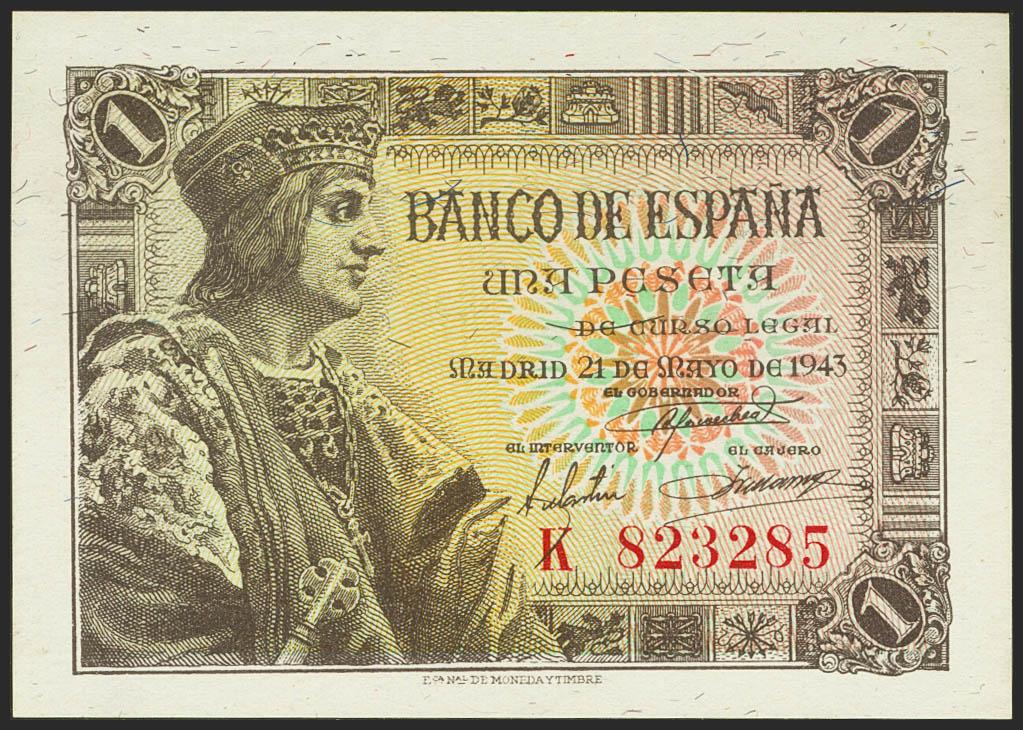 1
1
BANCO DE ESPAÑA
UNA PESETA
DE CURSO LEGAL
MADRID 21 DE MAYO DE 1943
EL GOBERNADOR
EL INTERVENTOR
EL CAJERO
K 823285
1
F.CA NAL. DE MONEDA Y TIMBRE